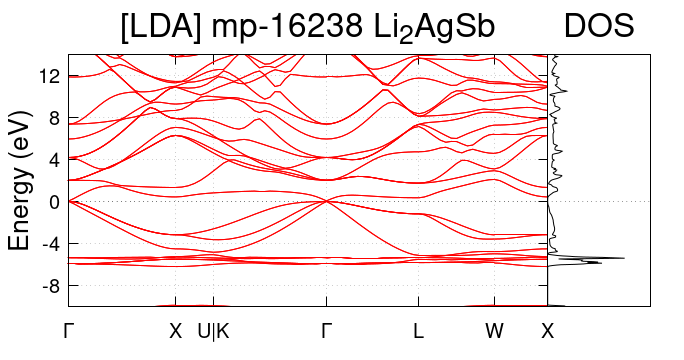 [LDA] mp-16238 Li₂AgSb DOS
12
8
4
0
-4
-8
Energy (eV)
Γ X U|K Γ L W X